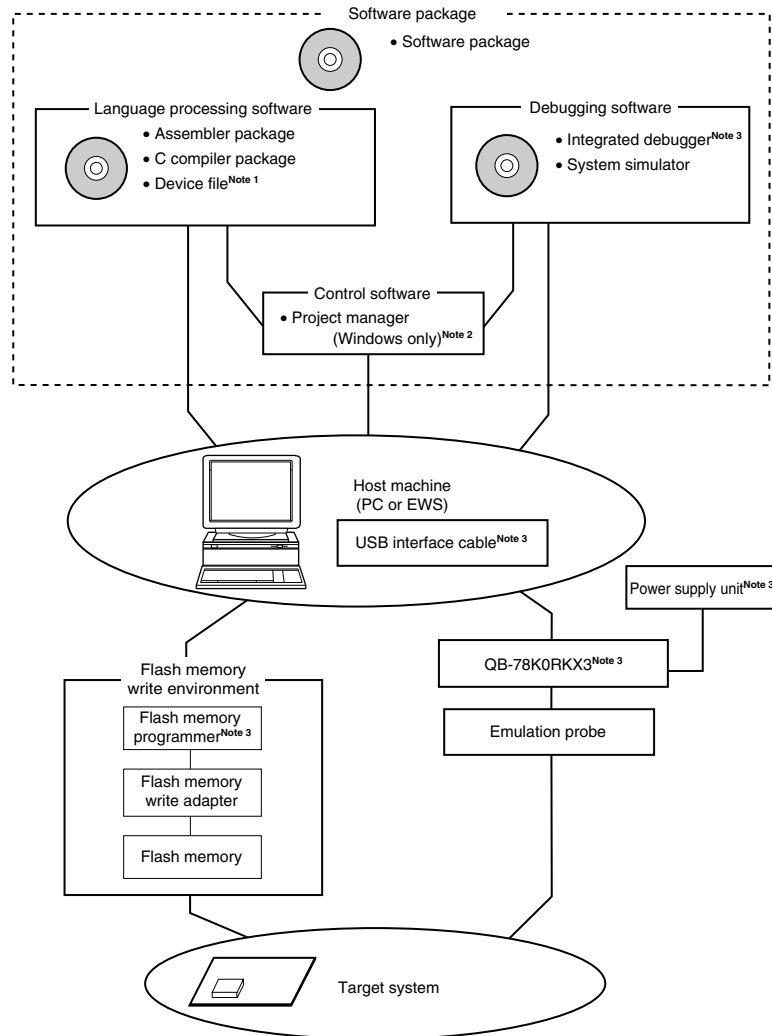 Software package
• Software package
Language processing software
• Assembler package
• C compiler package
• Device fileNote 1
Debugging software
• Integrated debuggerNote 3
• System simulator
Control software
• Project manager
(Windows only)Note 2
Host machine
(PC or EWS)
USB interface cableNote 3
Power supply unitNote 3
QB-78K0RKX3Note 3
Emulation probe
Flash memory
write environment
Flash memory
programmerNote 3
Flash memory
write adapter
Flash memory
Target system